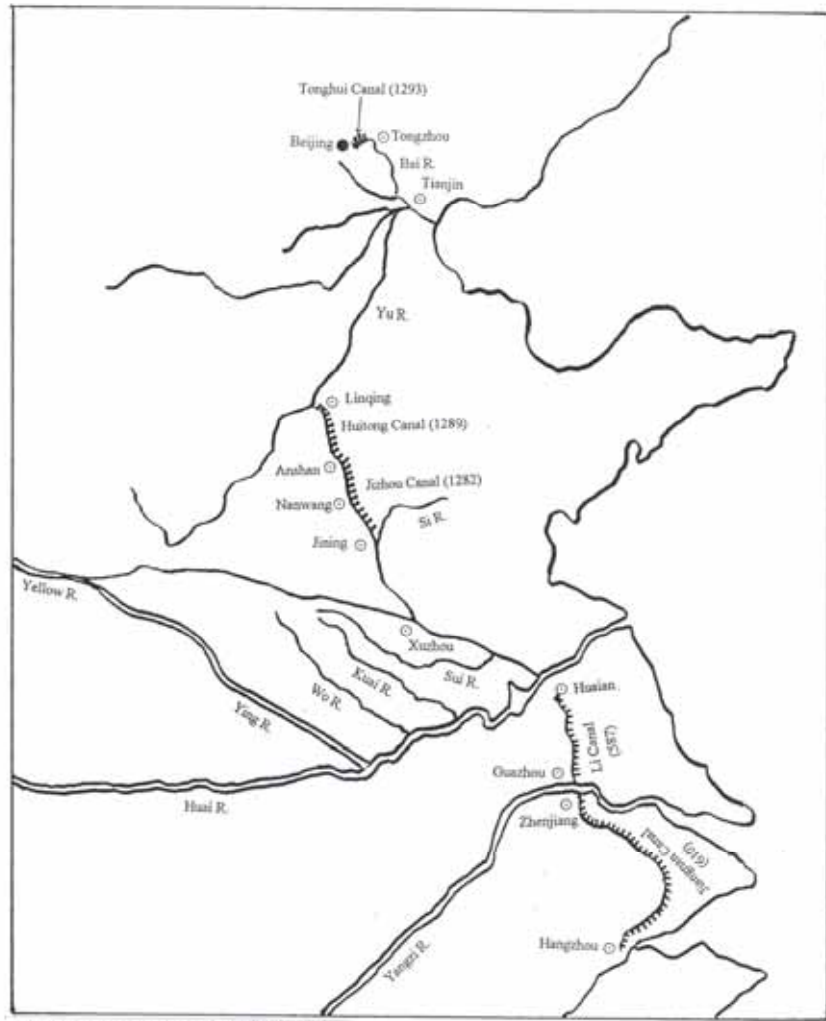 Tonghui Canal (1293)
Beijing
Tongzhou
Bai R.
Tianjin
Yu R.
Linqing
Huitong Canal (1289)
Anshan
Jizhou Canal (1282)
Nanwang
Si R.
Jining
Yellow R.
Xuzhou
Sui R.
Kuai R.
Wo R.
Ying R.
Huaian
Li Canal
(587)
Guazhou
Huai R.
Zhenjiang
Jiangnan Canal
(610)
Hangzhou
Yangzi R.